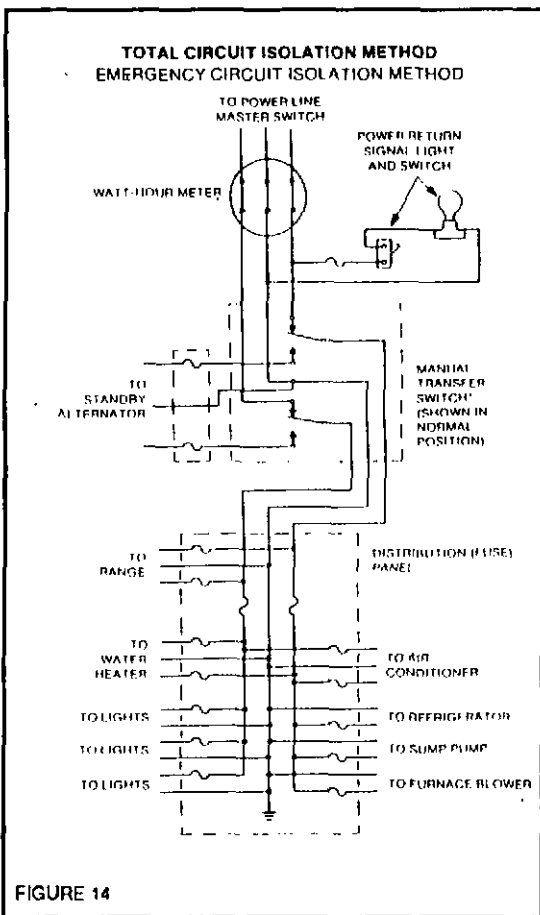 TOTAL CIRCUIT ISOLATION METHOD
EMERGENCY CIRCUIT ISOLATION METHOD
TO POWER LINE
MASTER SWITCH
POWER RETURN
SIGNAL LIGHT
AND SWITCH
WATT-HOUR METER
TO
STANDBY
ALTERNATOR
MANUAL
TRANSFER
SWITCH*
(SHOWN IN
NORMAL
POSITION)
TO
RANGE
DISTRIBUTION (FUSE)
PANEL
TO
WATER
HEATER
TO AIR
CONDITIONER
TO LIGHTS
TO REFRIGERATOR
TO LIGHTS
TO SUMP PUMP
TO LIGHTS
TO FURNACE BLOWER
FIGURE 14